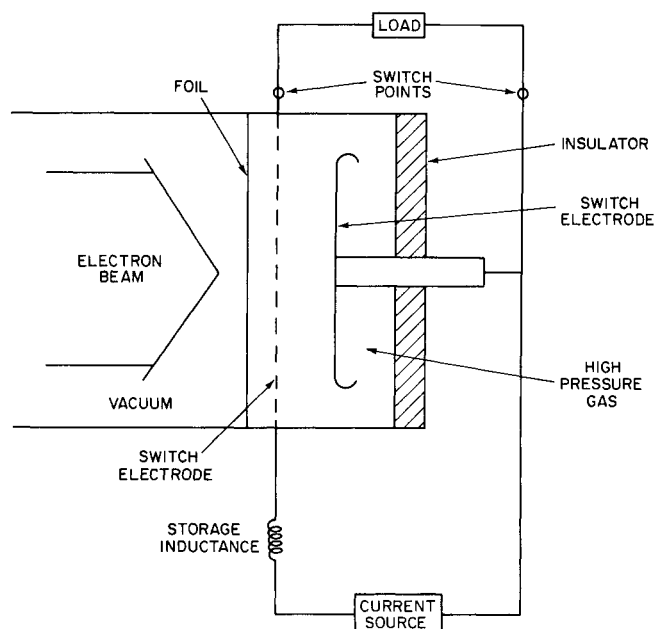 LOAD
SWITCH
POINTS
FOIL
INSULATOR
SWITCH
ELECTRODE
ELECTRON
BEAM
HIGH
PRESSURE
GAS
VACUUM
SWITCH
ELECTRODE
STORAGE
INDUCTANCE
CURRENT
SOURCE